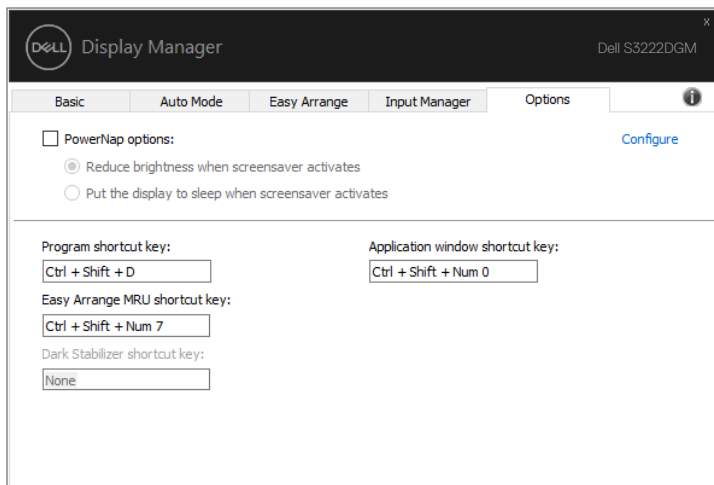 x
DELL Display Manager
Dell S3222DGM
Basic Auto Mode Easy Arrange Input Manager Options i
PowerNap options: Configure
Reduce brightness when screensaver activates
Put the display to sleep when screensaver activates
Program shortcut key: Application window shortcut key:
Ctrl + Shift + D Ctrl + Shift + Num 0
Easy Arrange MRU shortcut key:
Ctrl + Shift + Num 7
Dark Stabilizer shortcut key:
None